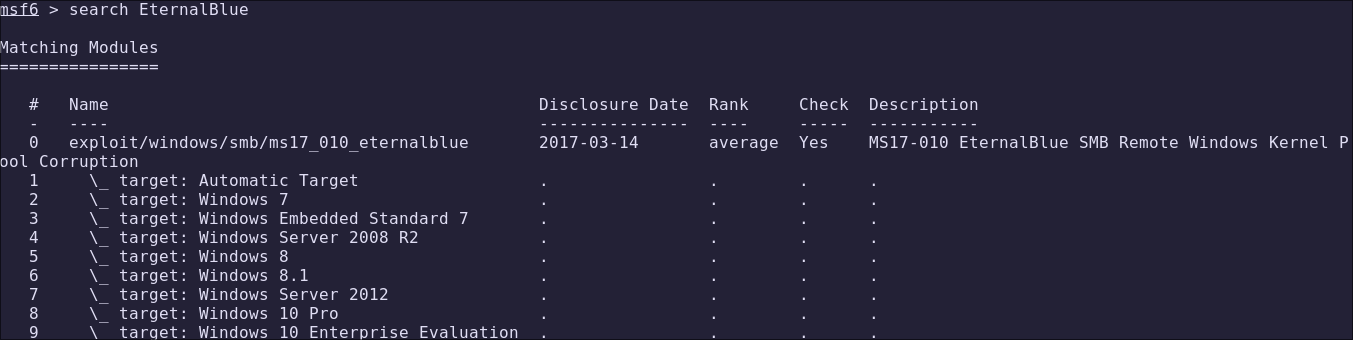 msf6 > search EternalBlue
Matching Modules
================
#   Name                                           Disclosure Date  Rank     Check  Description
-   ----                                           ---------------  ----     -----  -----------
0   exploit/windows/smb/ms17_010_eternalblue       2017-03-14       average  Yes    MS17-010 EternalBlue SMB Remote Windows Kernel P
ool Corruption
1     \_ target: Automatic Target                  .                .        .      .
2     \_ target: Windows 7                         .                .        .      .
3     \_ target: Windows Embedded Standard 7       .                .        .      .
4     \_ target: Windows Server 2008 R2            .                .        .      .
5     \_ target: Windows 8                         .                .        .      .
6     \_ target: Windows 8.1                       .                .        .      .
7     \_ target: Windows Server 2012               .                .        .      .
8     \_ target: Windows 10 Pro                    .                .        .      .
9     \_ target: Windows 10 Enterprise Evaluation  .                .        .      .